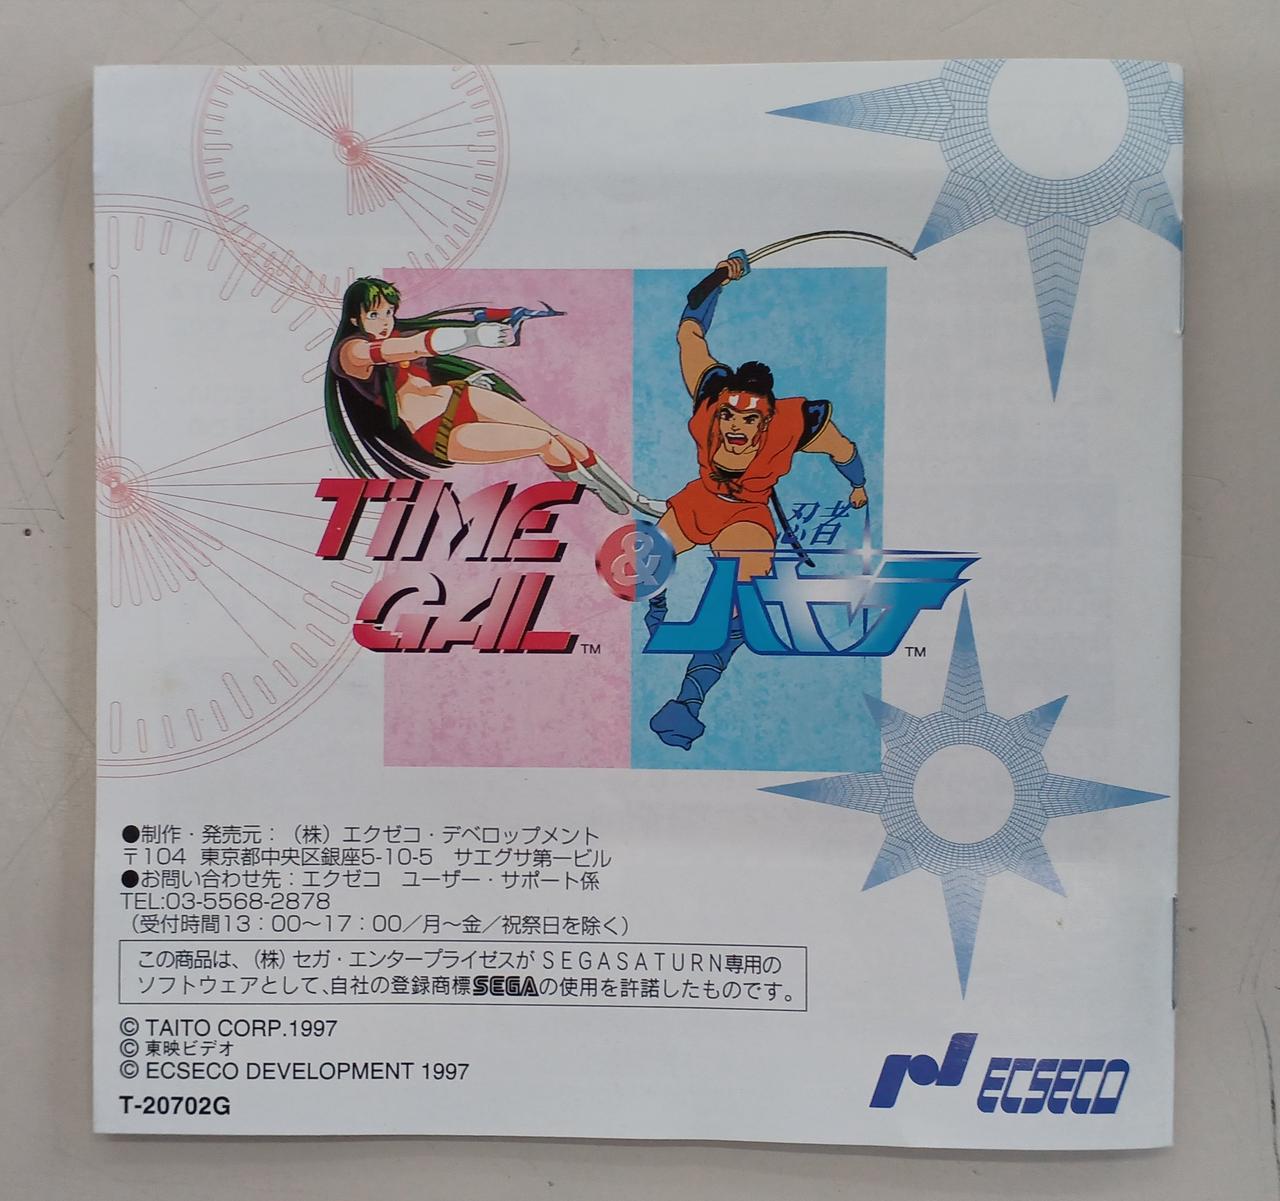 TIME
GAL™
&
忍者
ハヤテ™
●制作・発売元：（株）エクゼコ・デベロップメント
〒104 東京都中央区銀座5-10-5 サエグサ第一ビル
●お問い合わせ先：エクゼコ ユーザー・サポート係
TEL:03-5568-2878
（受付時間13：00〜17：00／月〜金／祝祭日を除く）
この商品は、（株）セガ・エンタープライゼスがSEGASATURN専用の
ソフトウェアとして、自社の登録商標SEGAの使用を許諾したものです。
© TAITO CORP.1997
© 東映ビデオ
© ECSECO DEVELOPMENT 1997
T-20702G
ECSECO